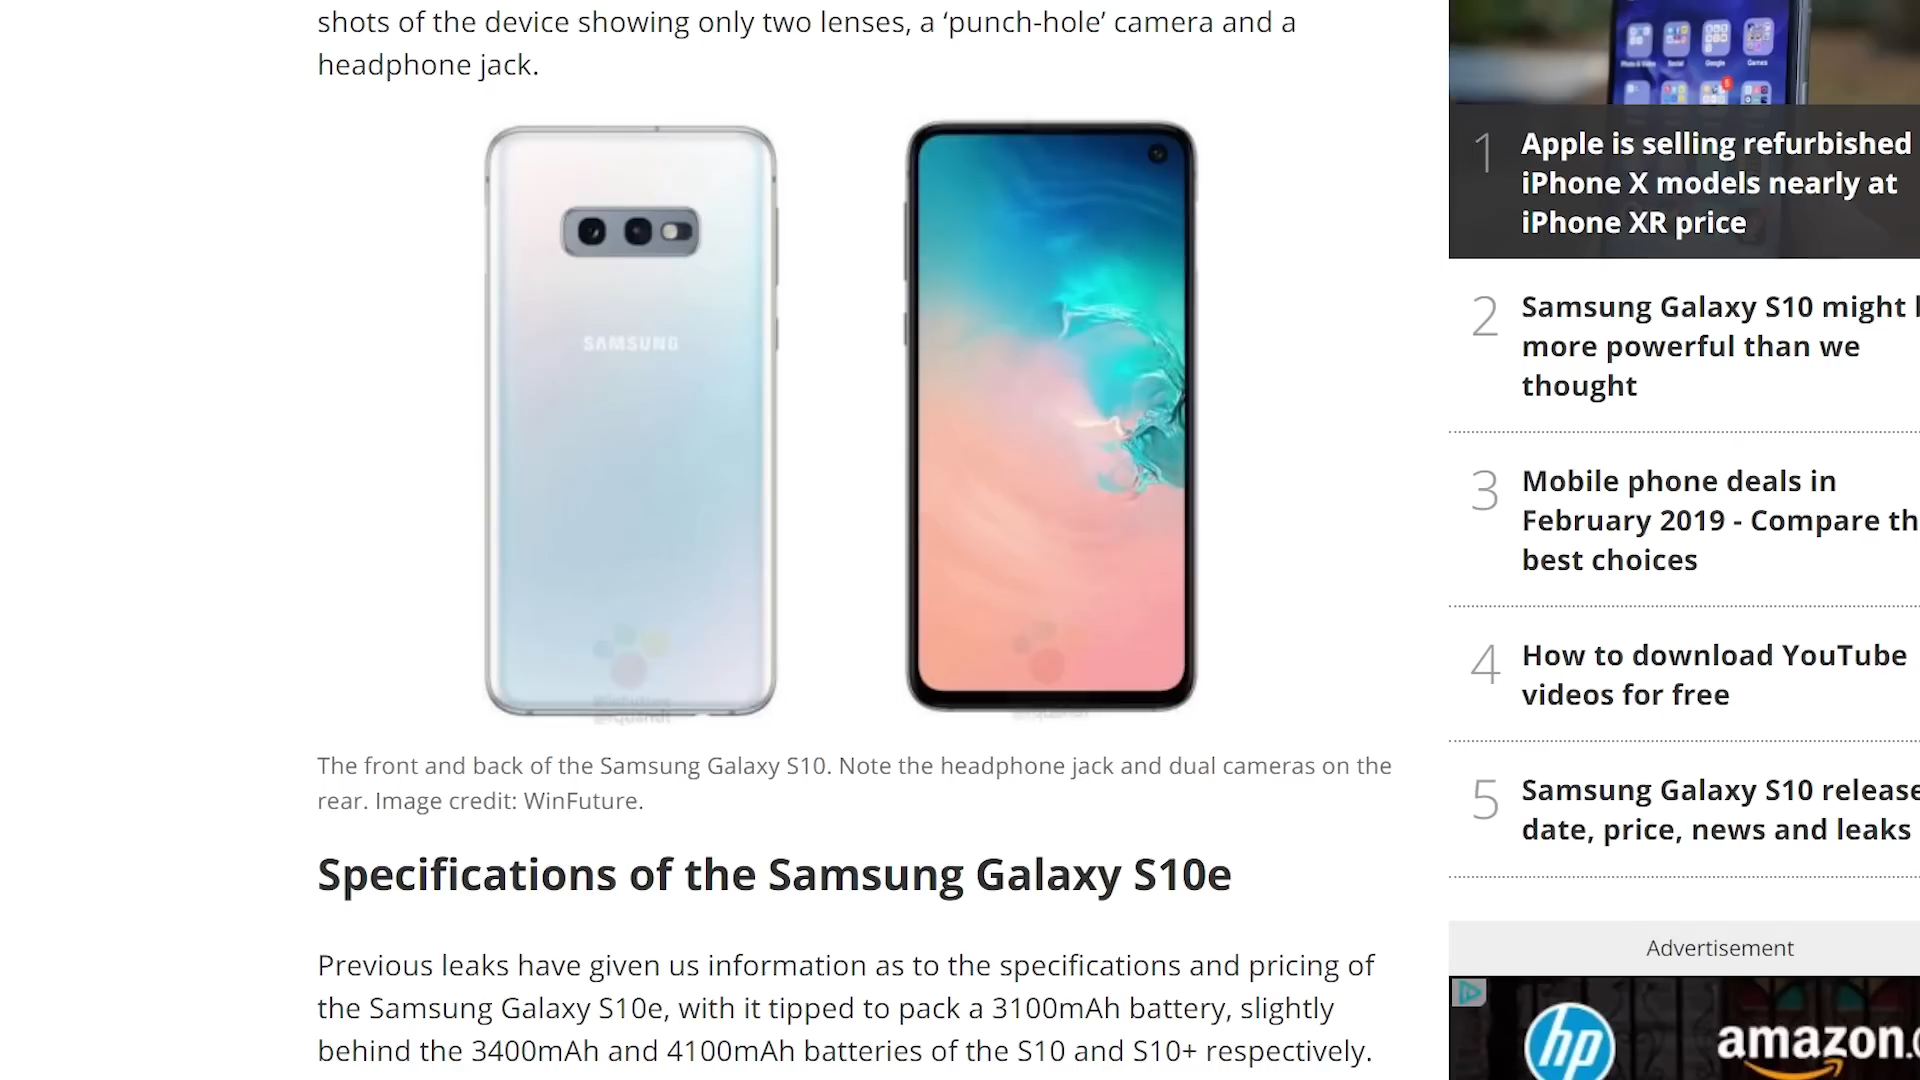 shots of the device showing only two lenses, a ‘punch-hole’ camera and a
headphone jack.
SAMSUNG
The front and back of the Samsung Galaxy S10. Note the headphone jack and dual cameras on the
rear. Image credit: WinFuture.
Specifications of the Samsung Galaxy S10e
Previous leaks have given us information as to the specifications and pricing of
the Samsung Galaxy S10e, with it tipped to pack a 3100mAh battery, slightly
behind the 3400mAh and 4100mAh batteries of the S10 and S10+ respectively.
Photo & Video Social Google Games
1 Apple is selling refurbished
iPhone X models nearly at
iPhone XR price
2 Samsung Galaxy S10 might
more powerful than we
thought
3 Mobile phone deals in
February 2019 - Compare th
best choices
4 How to download YouTube
videos for free
5 Samsung Galaxy S10 release
date, price, news and leaks
Advertisement
hp
amazon.